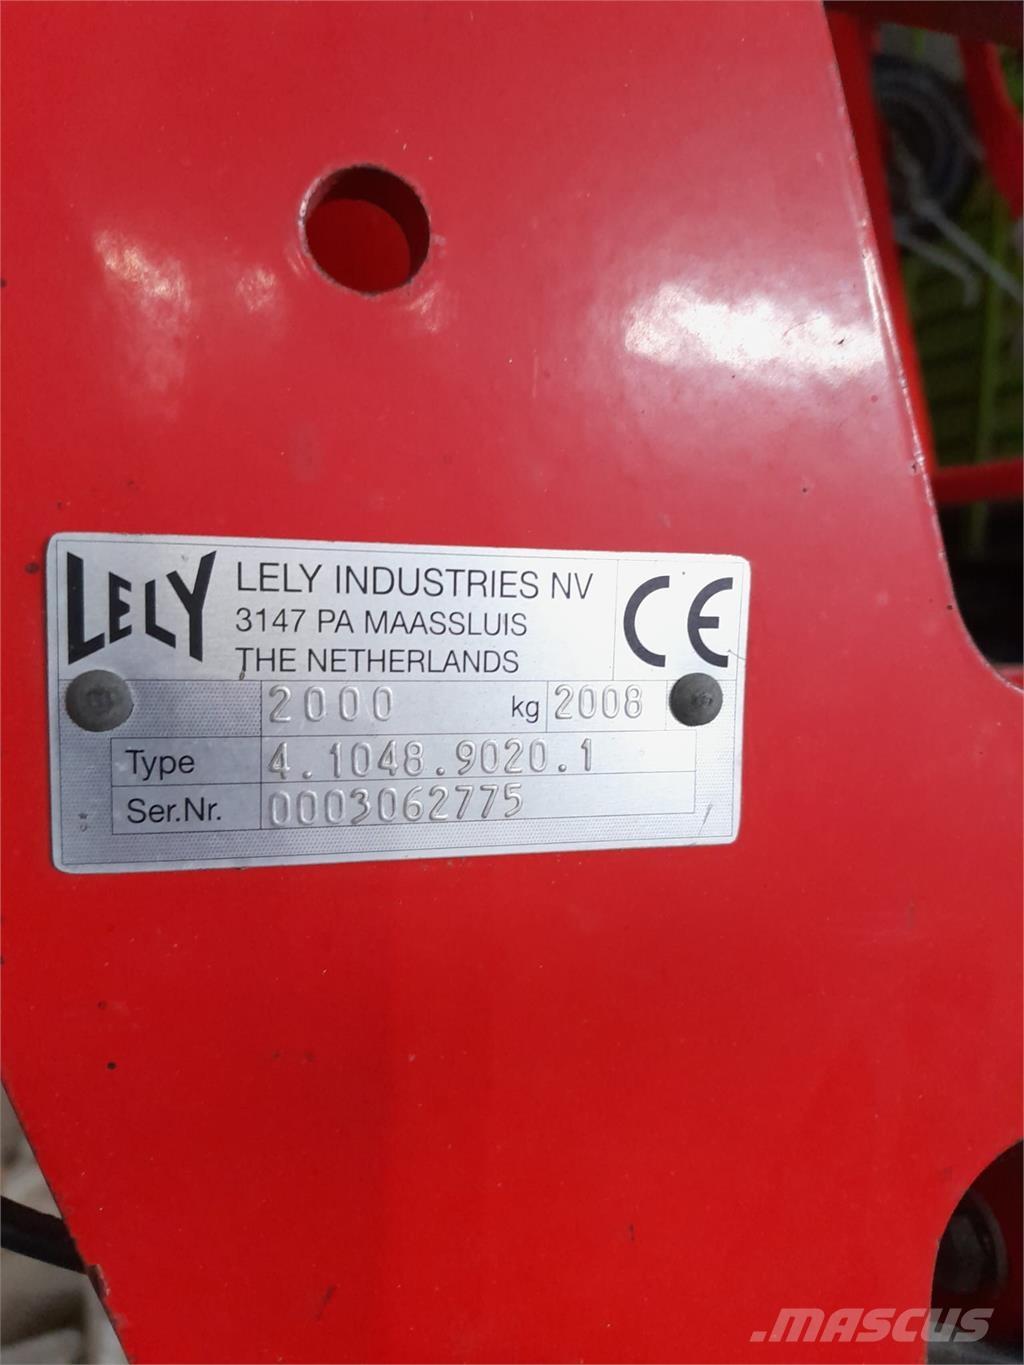 LELY
LELY INDUSTRIES NV
3147 PA MAASSLUIS
THE NETHERLANDS
CE
2000 kg 2008
Type 4.1048.9020.1
Ser.Nr. 0003062775
MASCUS